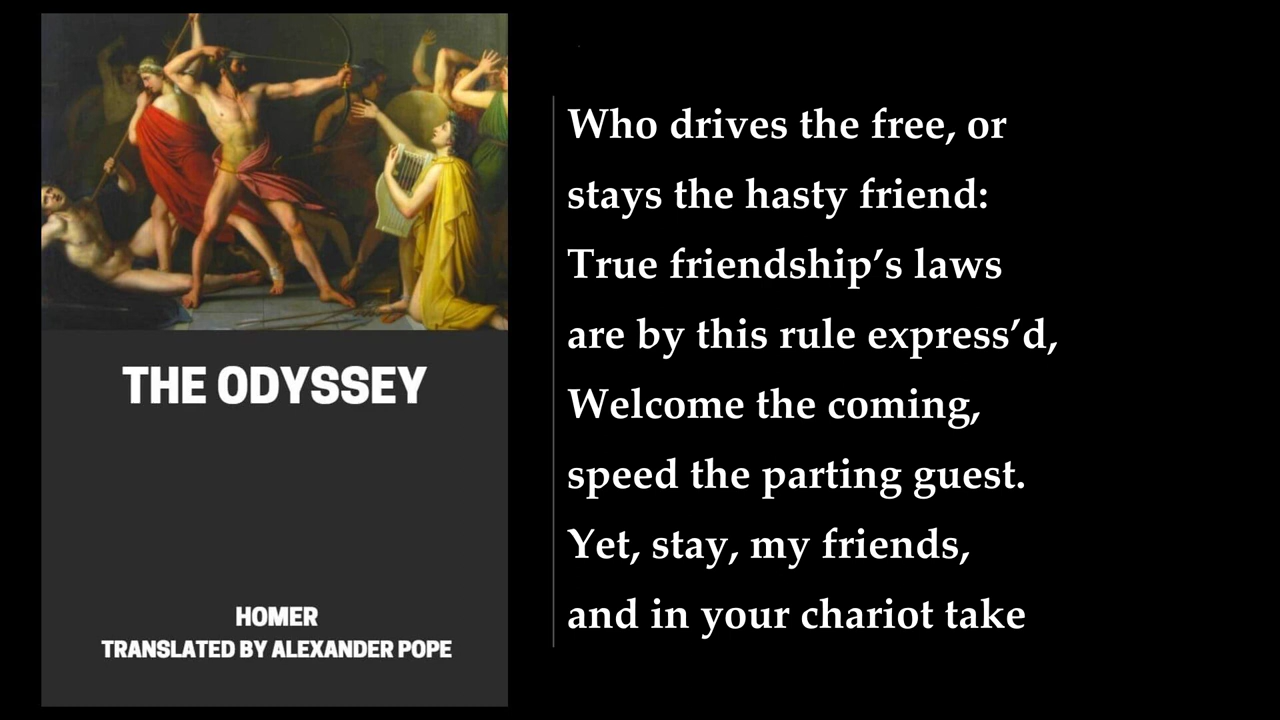 THE ODYSSEY
HOMER
TRANSLATED BY ALEXANDER POPE
Who drives the free, or
stays the hasty friend:
True friendship’s laws
are by this rule express’d,
Welcome the coming,
speed the parting guest.
Yet, stay, my friends,
and in your chariot take